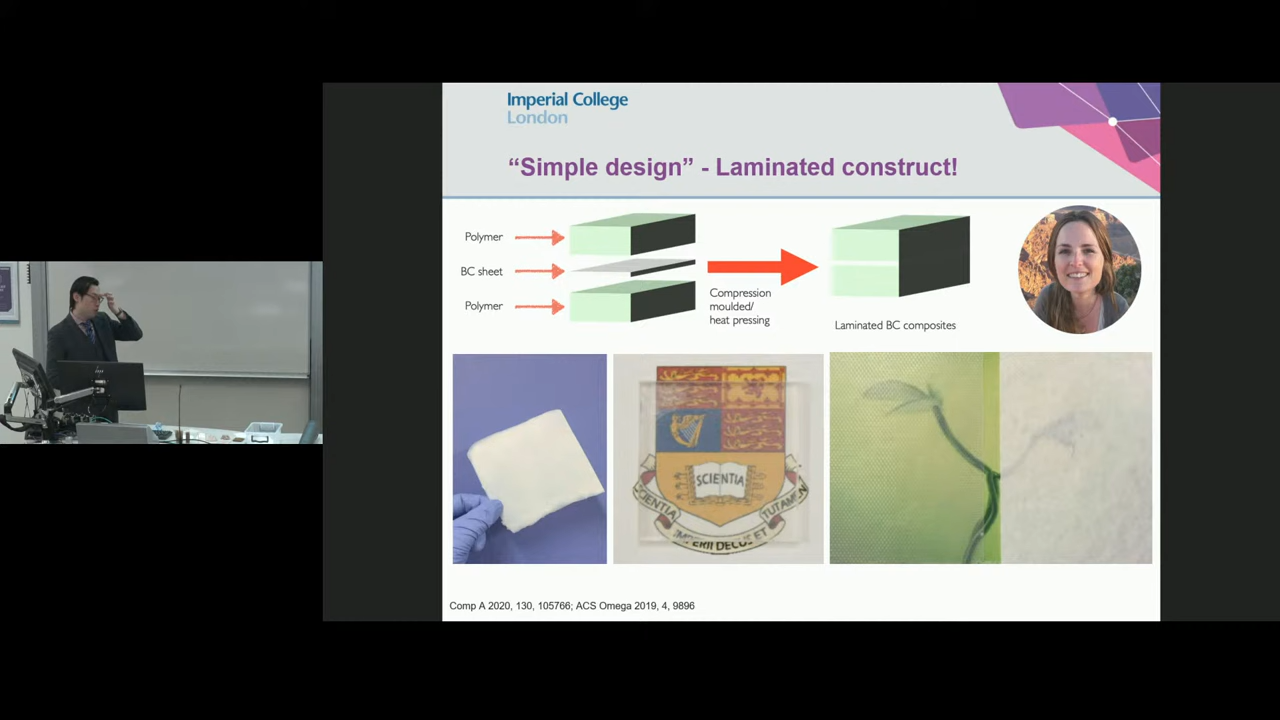 Imperial College
London
“Simple design” - Laminated construct!
Polymer
BC sheet
Polymer
Compression
moulded/
heat pressing
Laminated BC composites
SCIENTIA
SCIENTIA
IMPERII DECUS ET
TUTAMEN
Comp A 2020, 130, 105766; ACS Omega 2019, 4, 9896